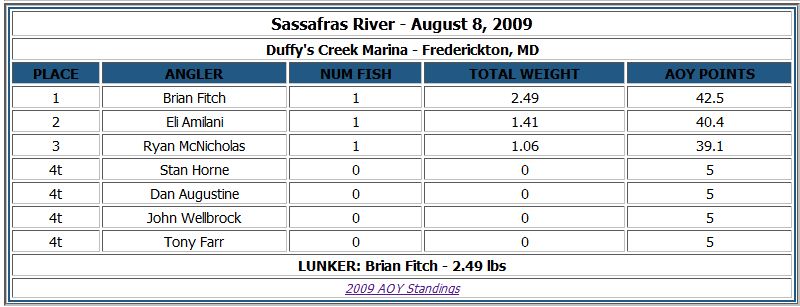 Sassafras River - August 8, 2009
Duffy's Creek Marina - Frederickton, MD
PLACE ANGLER NUM FISH TOTAL WEIGHT AOY POINTS
1 Brian Fitch 1 2.49 42.5
2 Eli Amilani 1 1.41 40.4
3 Ryan McNicholas 1 1.06 39.1
4t Stan Horne 0 0 5
4t Dan Augustine 0 0 5
4t John Wellbrock 0 0 5
4t Tony Farr 0 0 5
LUNKER: Brian Fitch - 2.49 lbs
2009 AOY Standings